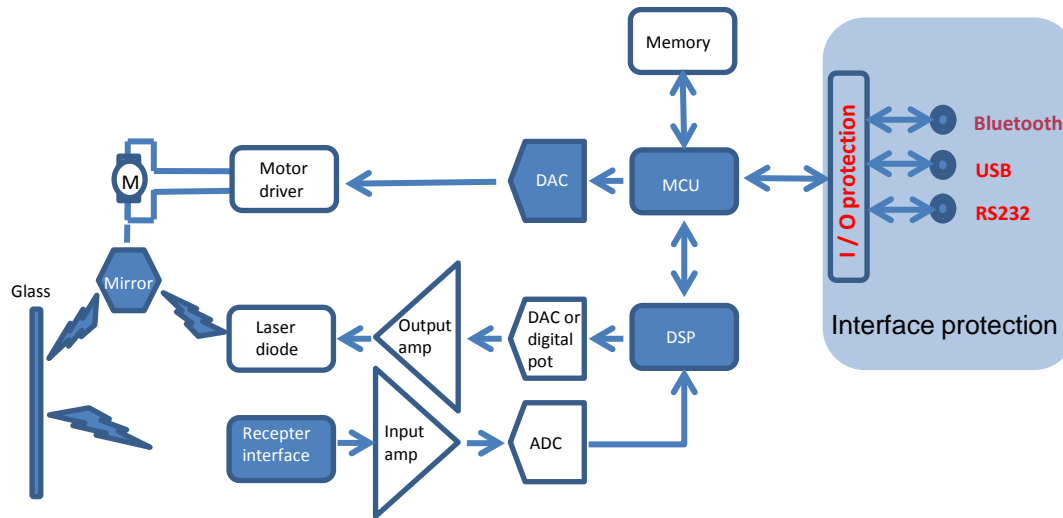 Memory
Bluetooth
USB
RS232
I / O protection
Interface protection
M
Motor
driver
DAC
MCU
Mirror
Glass
Laser
diode
Output
amp
DAC or
digital
pot
DSP
Recepter
interface
Input
amp
ADC